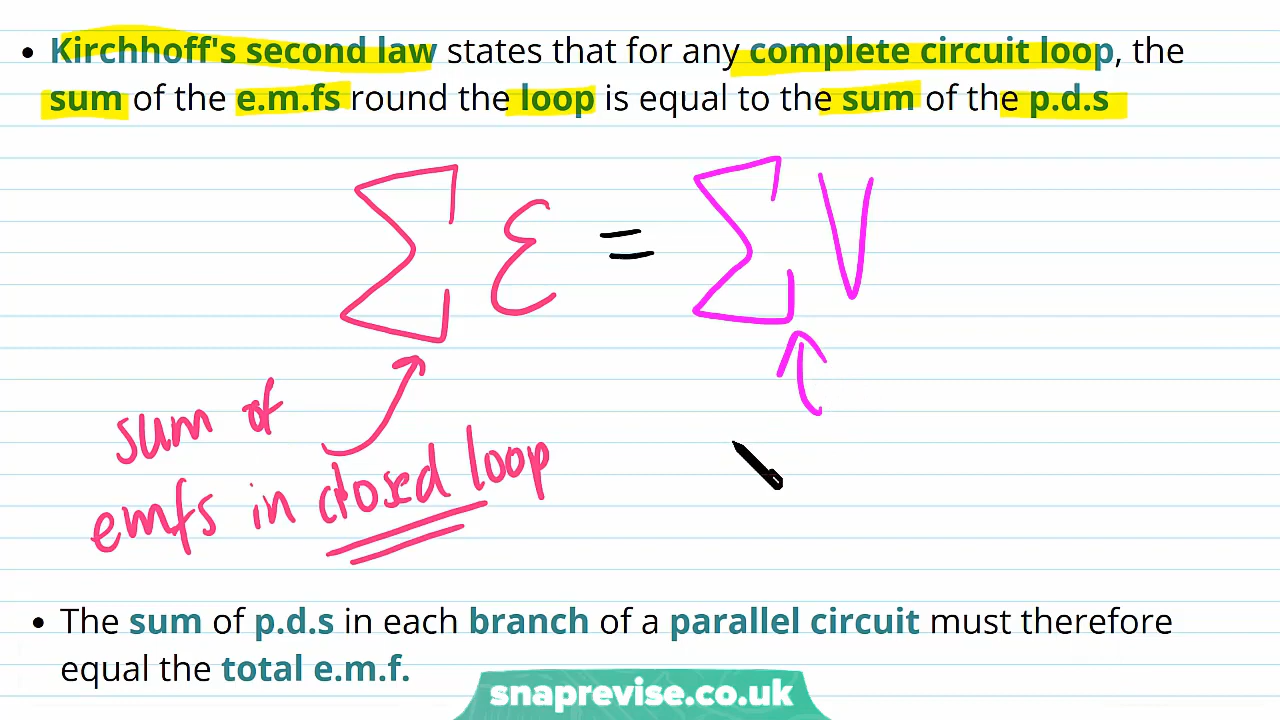 • Kirchhoff's second law states that for any complete circuit loop, the
sum of the e.m.fs round the loop is equal to the sum of the p.d.s
∑ Ɛ = ∑ V
sum of
emfs in closed loop
• The sum of p.d.s in each branch of a parallel circuit must therefore
equal the total e.m.f.
snaprevise.co.uk